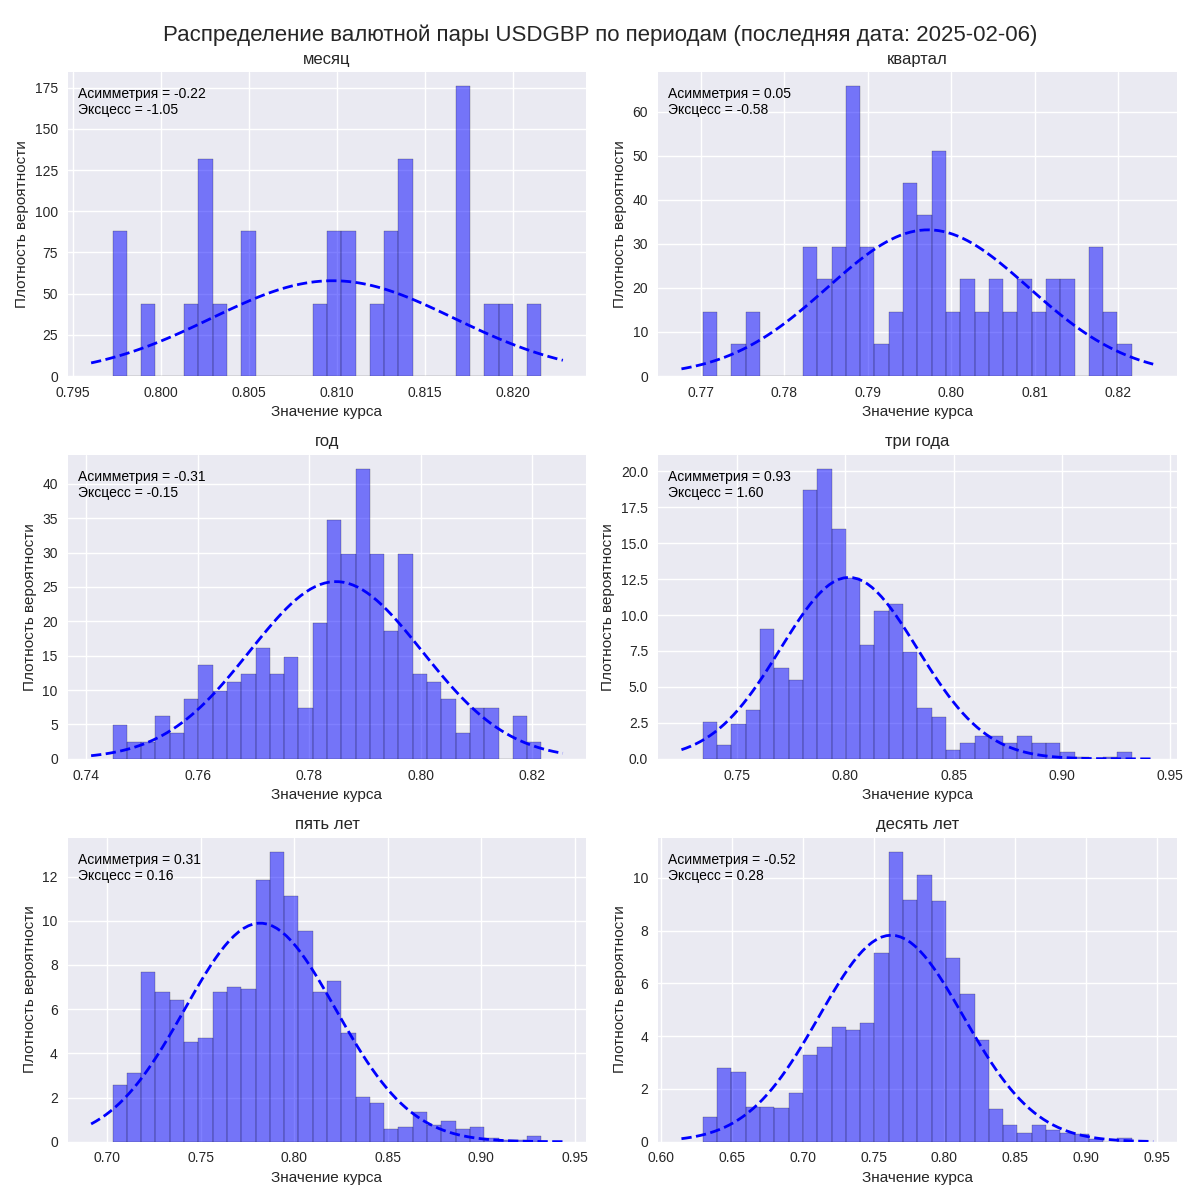 Распределение валютной пары USDGBP по периодам (последняя дата: 2025-02-06)
месяц
Асимметрия = -0.22
Эксцесс = -1.05
Плотность вероятности
175
150
125
100
75
50
25
0
0.795 0.800 0.805 0.810 0.815 0.820
Значение курса
квартал
Асимметрия = 0.05
Эксцесс = -0.58
Плотность вероятности
60
50
40
30
20
10
0
0.77 0.78 0.79 0.80 0.81 0.82
Значение курса
год
Асимметрия = -0.31
Эксцесс = -0.15
Плотность вероятности
40
35
30
25
20
15
10
5
0
0.74 0.76 0.78 0.80 0.82
Значение курса
три года
Асимметрия = 0.93
Эксцесс = 1.60
Плотность вероятности
20.0
17.5
15.0
12.5
10.0
7.5
5.0
2.5
0.0
0.75 0.80 0.85 0.90 0.95
Значение курса
пять лет
Асимметрия = 0.31
Эксцесс = 0.16
Плотность вероятности
12
10
8
6
4
2
0
0.70 0.75 0.80 0.85 0.90 0.95
Значение курса
десять лет
Асимметрия = -0.52
Эксцесс = 0.28
Плотность вероятности
10
8
6
4
2
0
0.60 0.65 0.70 0.75 0.80 0.85 0.90 0.95
Значение курса